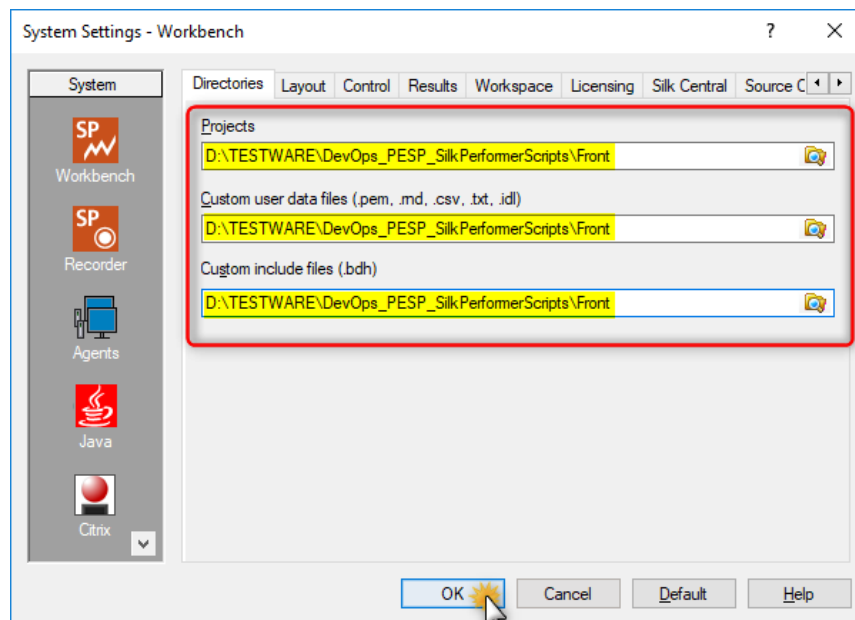 System Settings - Workbench ?
System
Directories Layout Control Results Workspace Licensing Silk Central Source C
Projects
D:\TESTWARE\DevOps_PESP_SilkPerformerScripts\Front
Custom user data files (.pem, .rnd, .csv, .txt, .idl)
D:\TESTWARE\DevOps_PESP_SilkPerformerScripts\Front
Custom include files (.bdh)
D:\TESTWARE\DevOps_PESP_SilkPerformerScripts\Front
SP
Workbench
SP
Recorder
Agents
Java
Citrix
OK Cancel Default Help